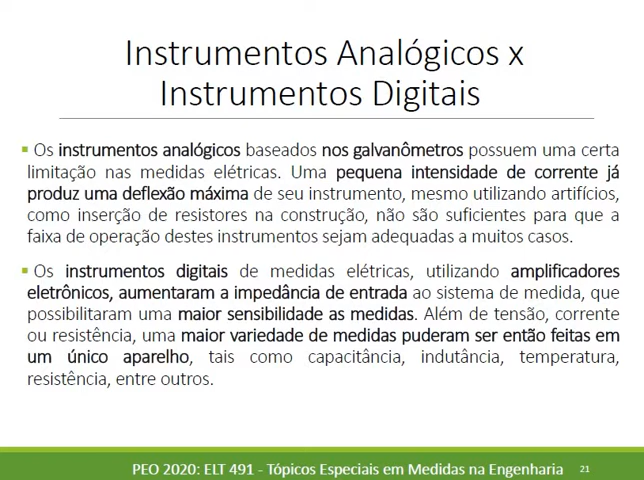 Instrumentos Analógicos x
Instrumentos Digitais
Os instrumentos analógicos baseados nos galvanômetros possuem uma certa
limitação nas medidas elétricas. Uma pequena intensidade de corrente já
produz uma deflexão máxima de seu instrumento, mesmo utilizando artifícios,
como inserção de resistores na construção, não são suficientes para que a
faixa de operação destes instrumentos sejam adequadas a muitos casos.
Os instrumentos digitais de medidas elétricas, utilizando amplificadores
eletrônicos, aumentaram a impedância de entrada ao sistema de medida, que
possibilitaram uma maior sensibilidade as medidas. Além de tensão, corrente
ou resistência, uma maior variedade de medidas puderam ser então feitas em
um único aparelho, tais como capacitância, indutância, temperatura,
resistência, entre outros.
PEO 2020: ELT 491 - Tópicos Especiais em Medidas na Engenharia 21